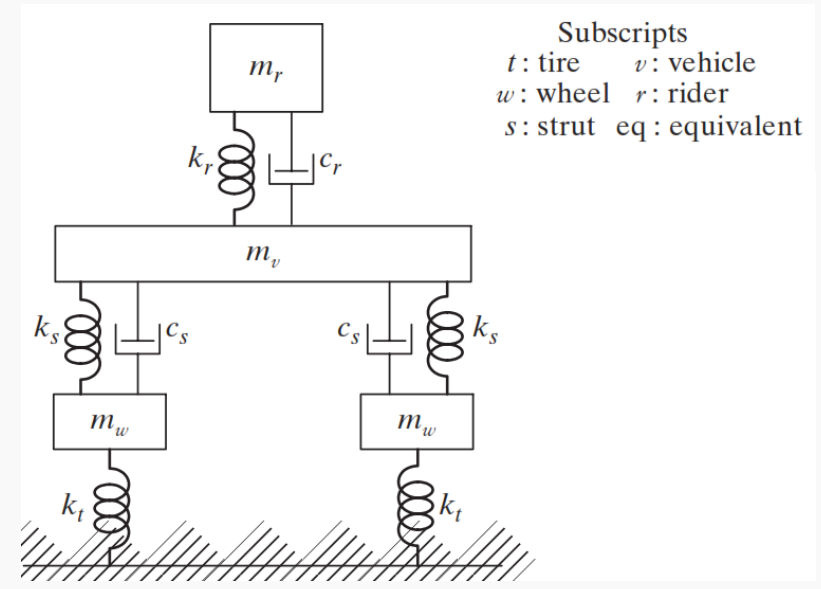 Subscripts
t : tire v : vehicle
w : wheel r : rider
s : strut eq : equivalent
m_r
k_r c_r
m_v
k_s c_s c_s k_s
m_w m_w
k_t k_t